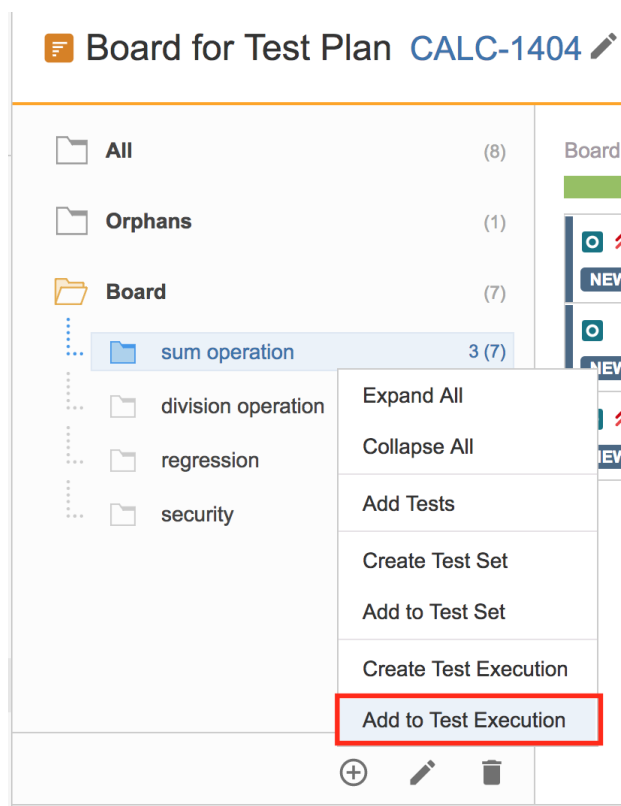 Board for Test Plan CALC-1404
All (8)
Board
Orphans (1)
Board (7)
sum operation 3 (7)
division operation
regression
security
Expand All
Collapse All
Add Tests
Create Test Set
Add to Test Set
Create Test Execution
Add to Test Execution